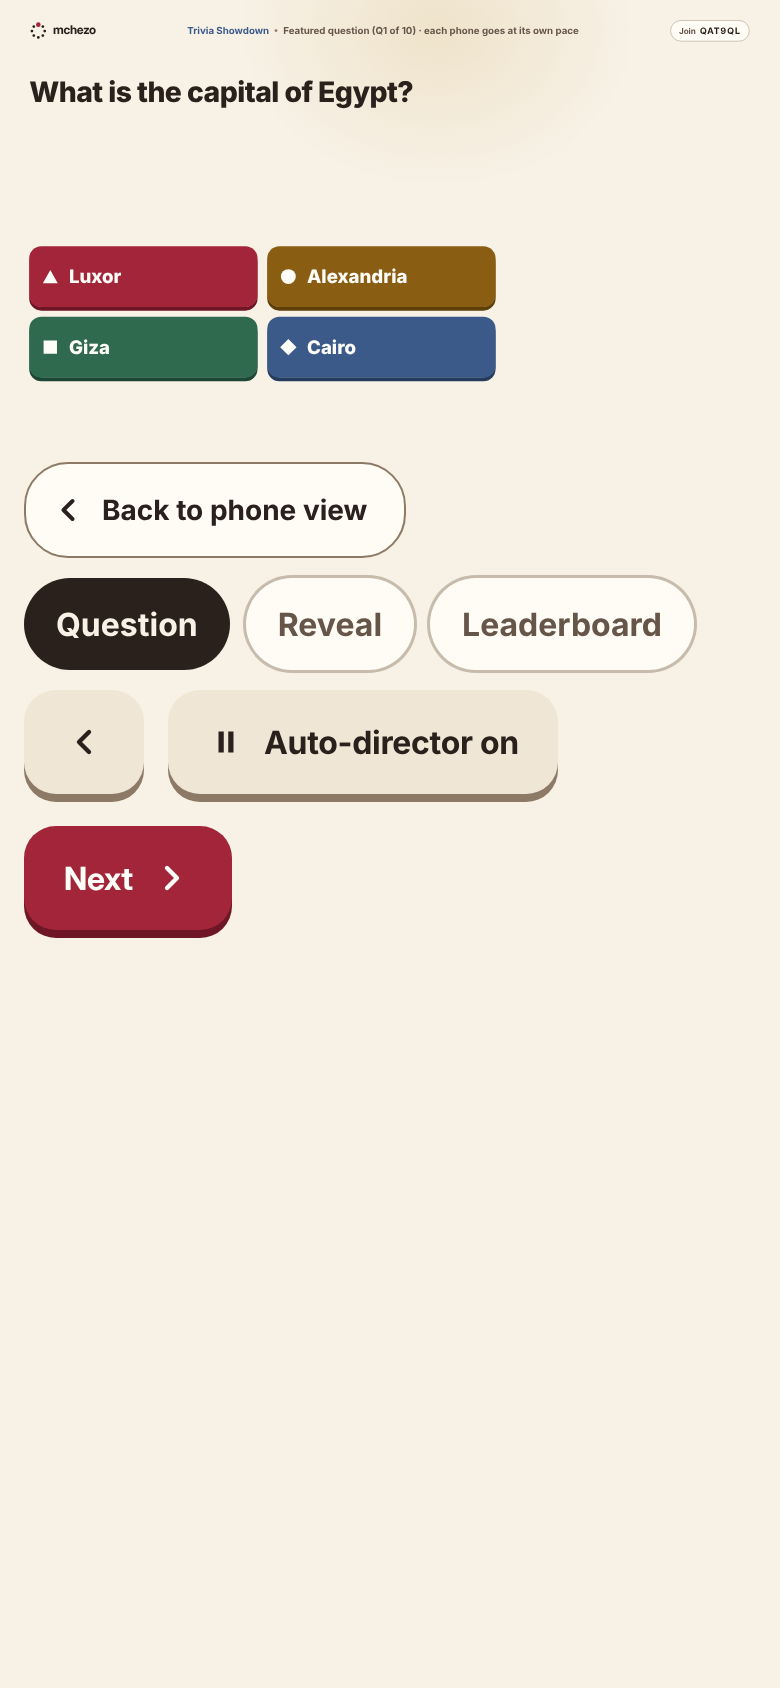 mchezo
Trivia Showdown • Featured question (Q1 of 10) · each phone goes at its own pace
Join QAT9QL
What is the capital of Egypt?
Luxor
Alexandria
Giza
Cairo
Back to phone view
Question
Reveal
Leaderboard
Auto-director on
Next